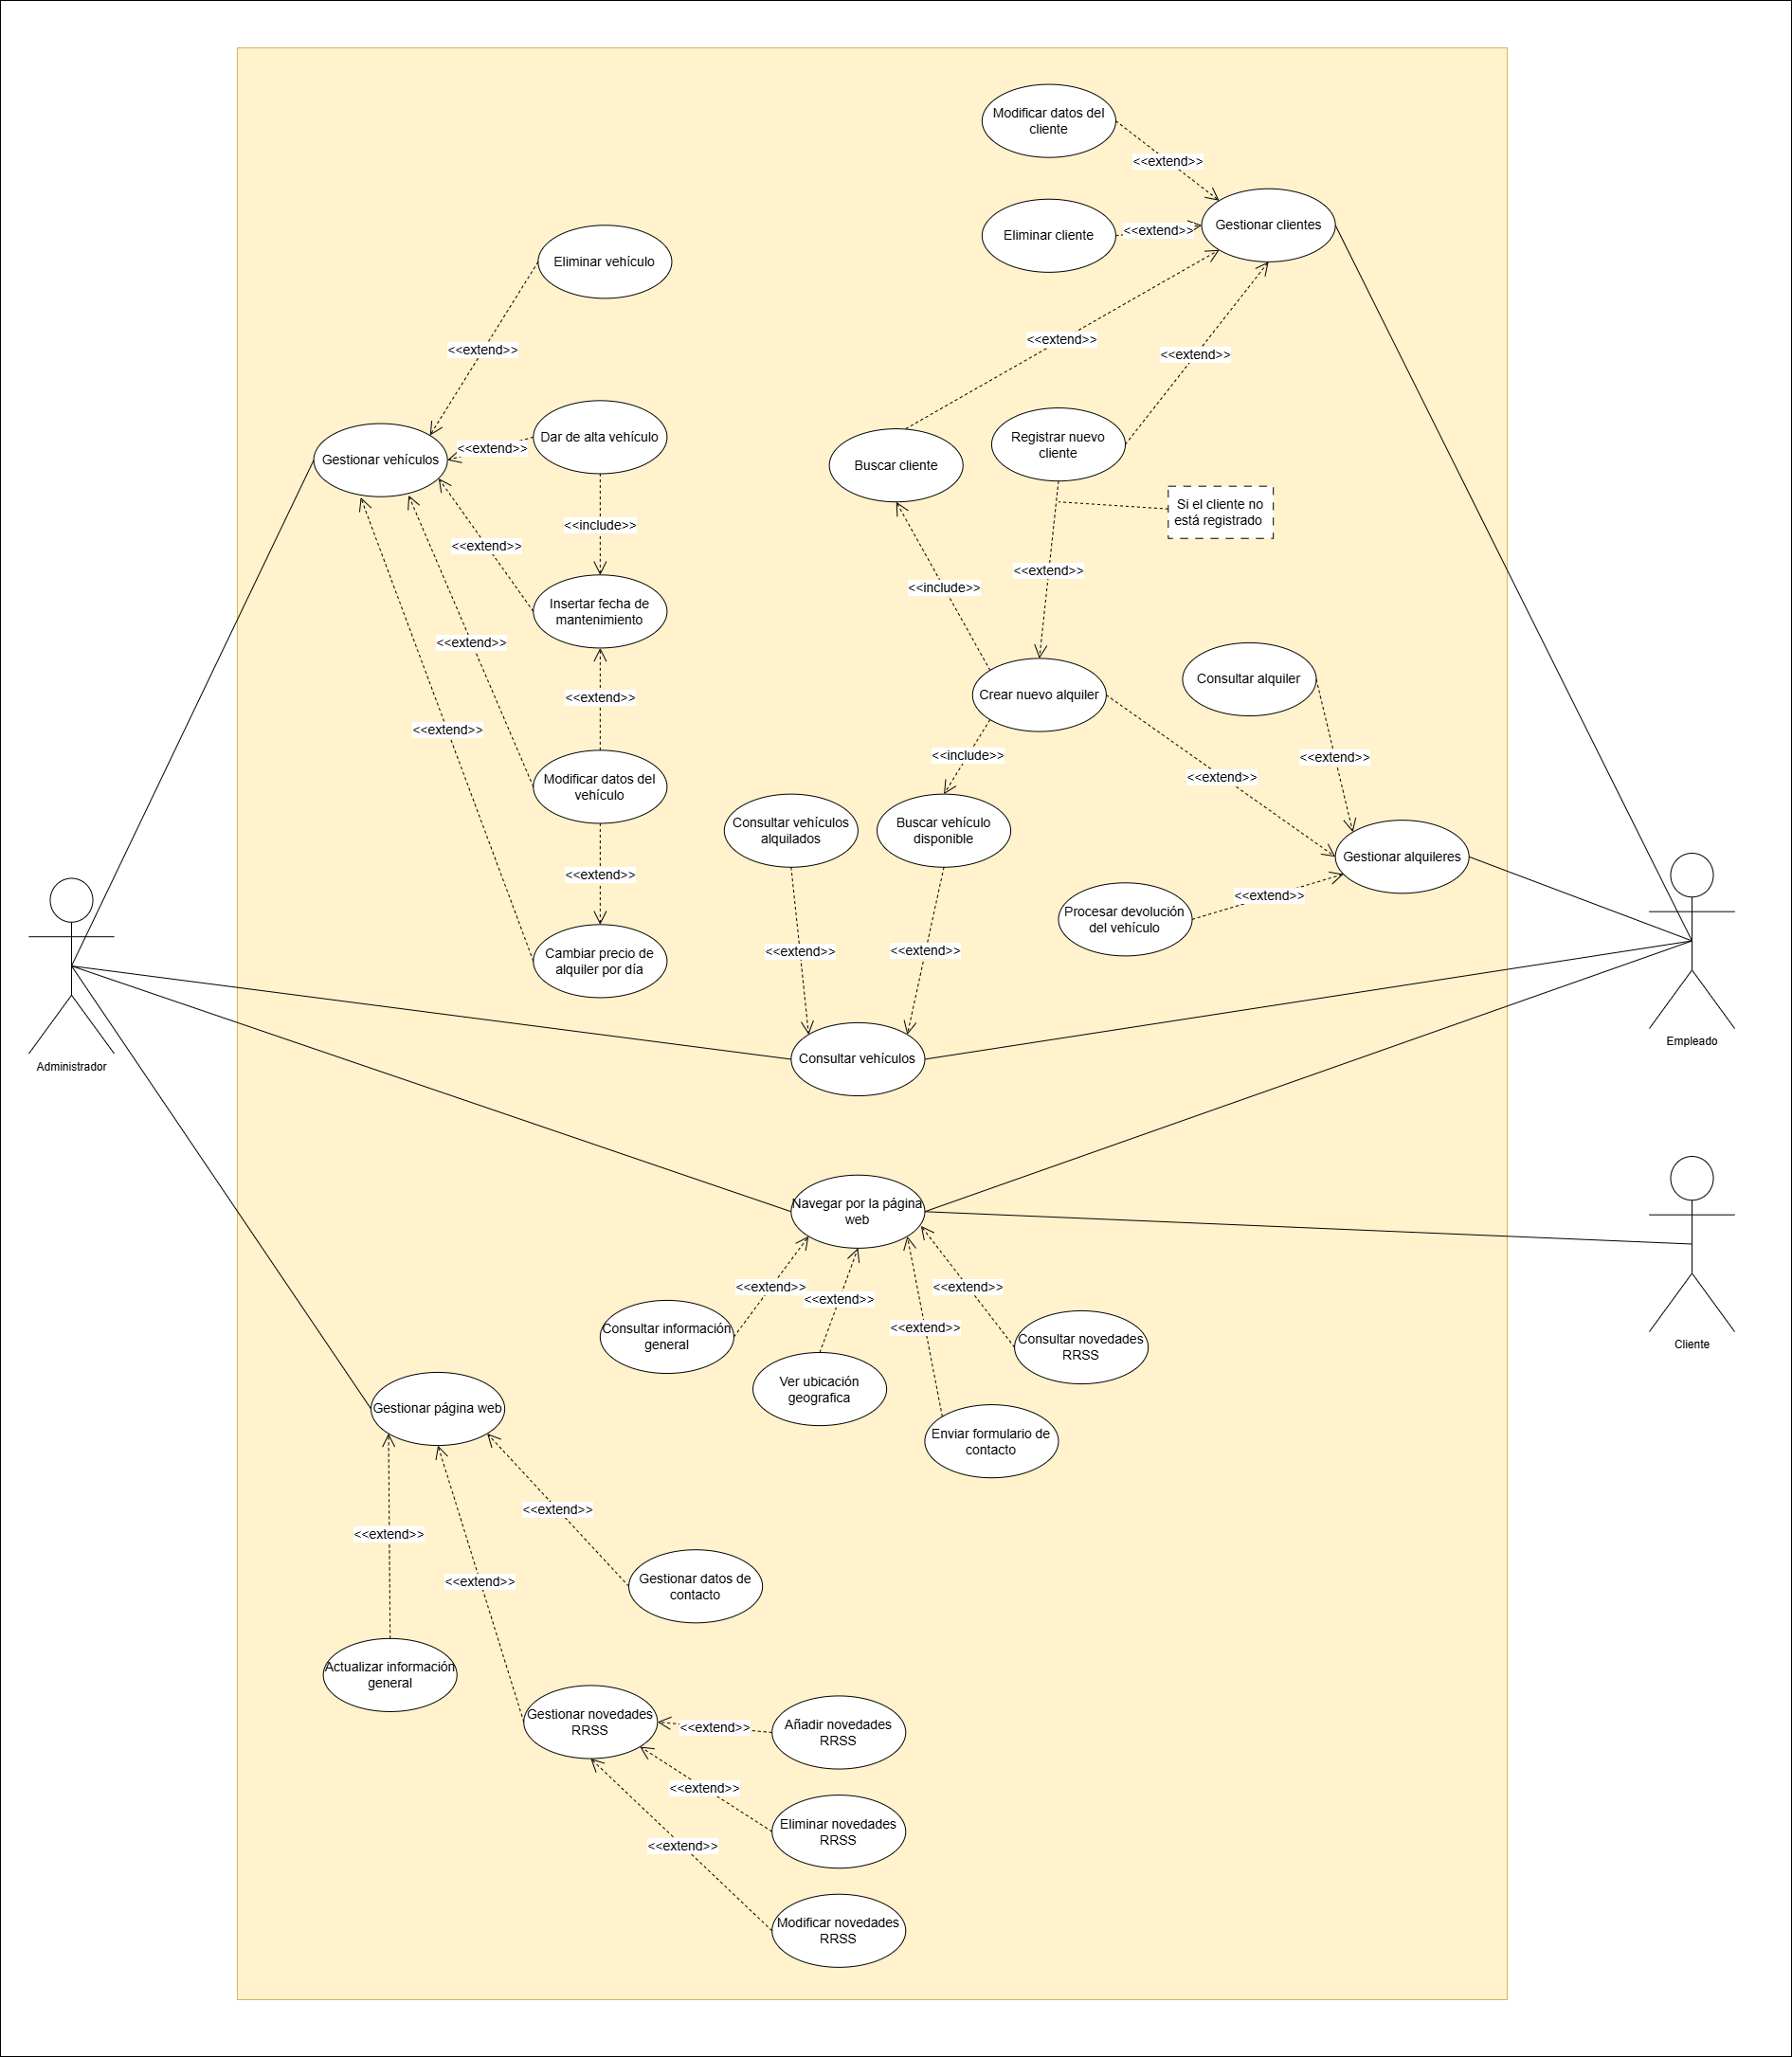 Modificar datos del
cliente
<<extend>>
Gestionar clientes
Eliminar cliente
<<extend>>
Eliminar vehículo
<<extend>>
<<extend>>
<<extend>>
Dar de alta vehículo
<<extend>>
Gestionar vehículos
Registrar nuevo
cliente
Buscar cliente
Si el cliente no
está registrado
<<include>>
<<extend>>
<<extend>>
<<include>>
Insertar fecha de
mantenimiento
<<extend>>
<<extend>>
Consultar alquiler
Crear nuevo alquiler
<<extend>>
<<include>>
<<extend>>
<<extend>>
Modificar datos del
vehículo
<<extend>>
Consultar vehículos
alquilados
Buscar vehículo
disponible
Gestionar alquileres
<<extend>>
<<extend>>
Procesar devolución
del vehículo
Cambiar precio de
alquiler por día
<<extend>>
<<extend>>
Consultar vehículos
Empleado
Administrador
Navegar por la página
web
<<extend>>
<<extend>>
<<extend>>
<<extend>>
Consultar información
general
Consultar novedades
RRSS
Cliente
Ver ubicación
geografica
Gestionar página web
Enviar formulario de
contacto
<<extend>>
<<extend>>
<<extend>>
Gestionar datos de
contacto
Actualizar información
general
Gestionar novedades
RRSS
<<extend>>
Añadir novedades
RRSS
<<extend>>
Eliminar novedades
RRSS
<<extend>>
Modificar novedades
RRSS